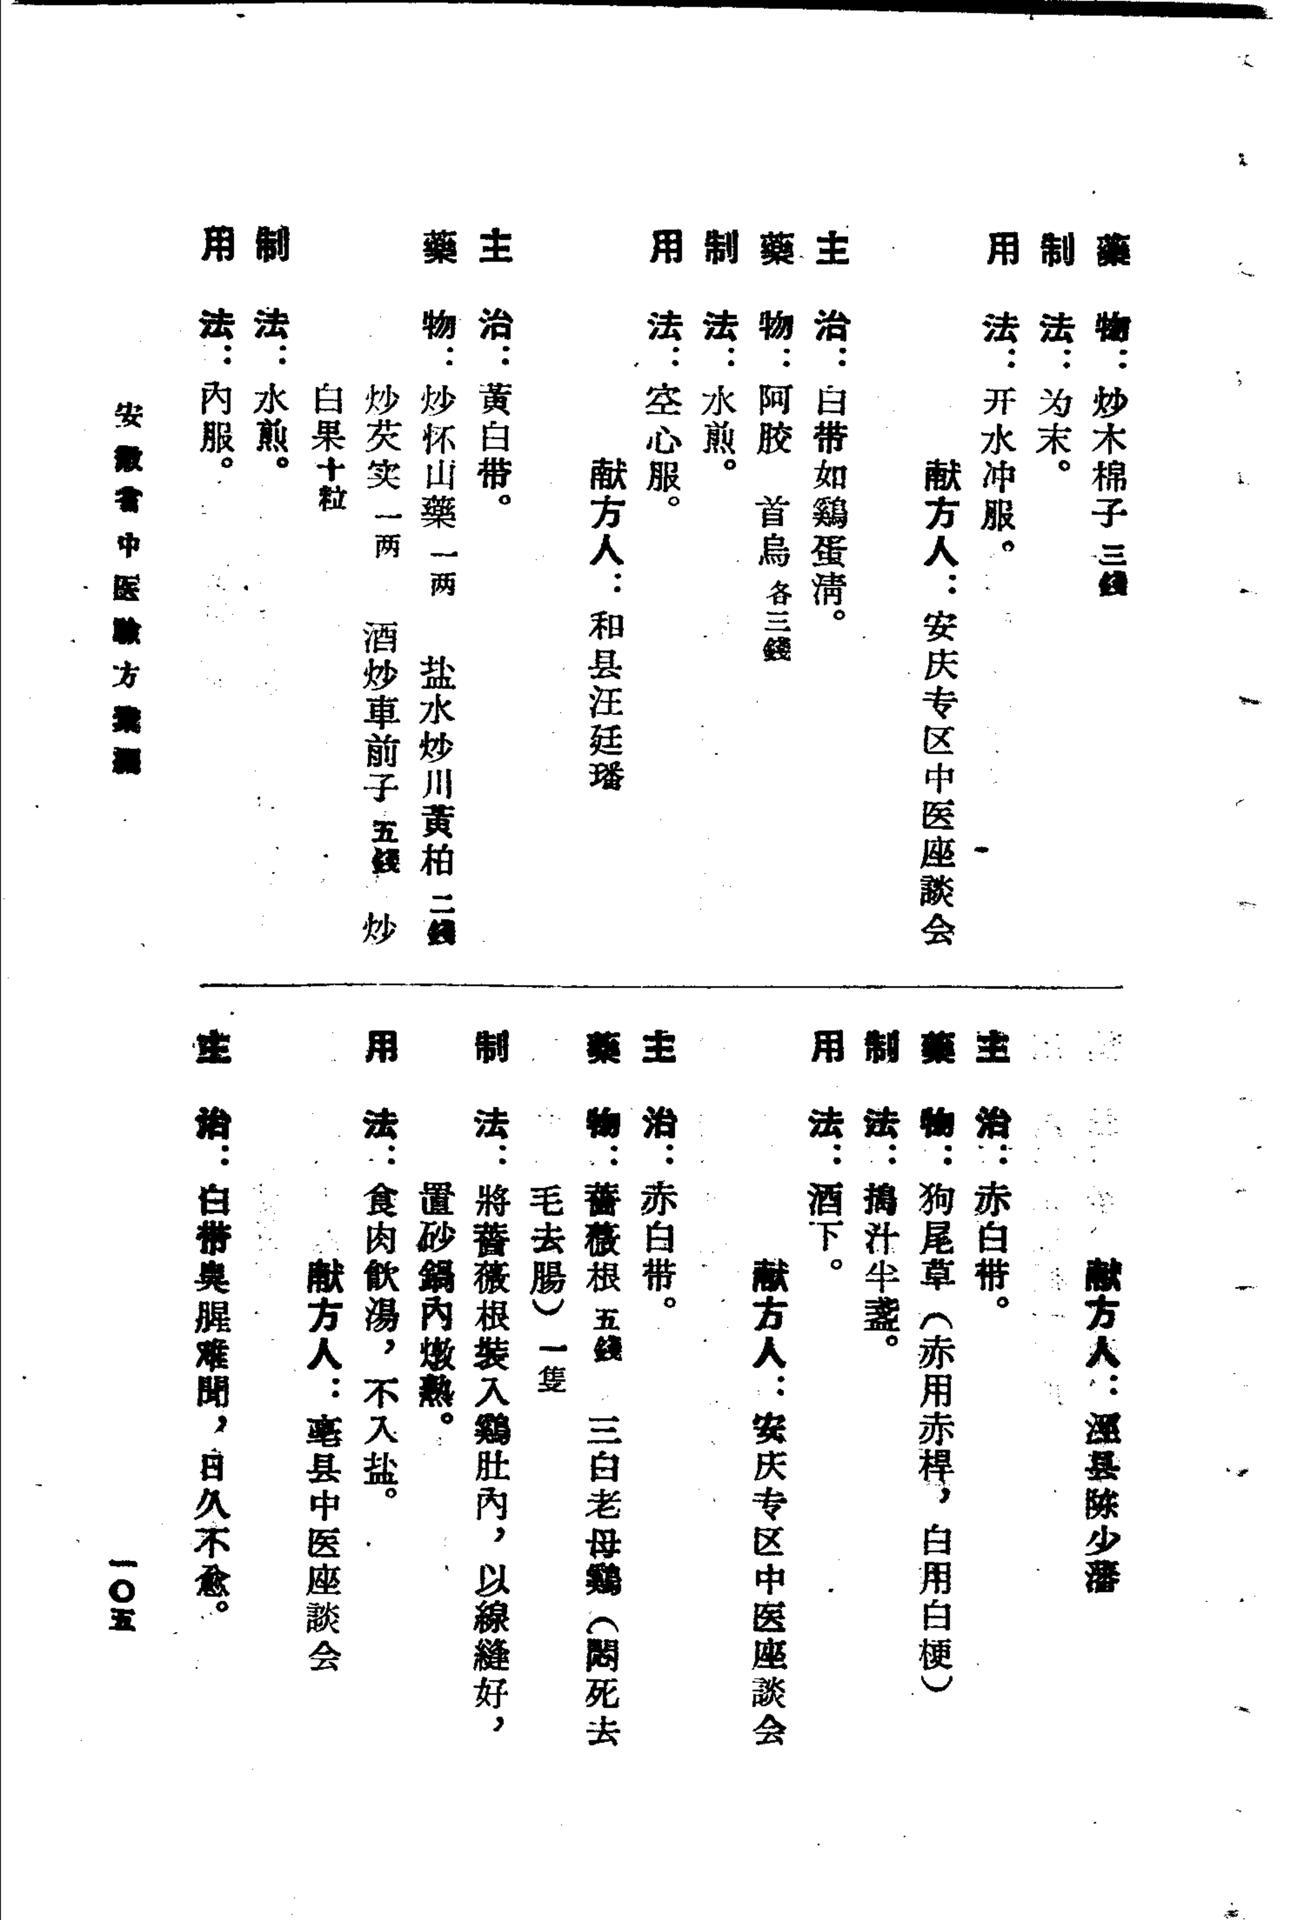 藥　物：炒木棉子三錢
制　法：为末。
用　法：开水冲服。
献方人：安庆专区中医座談会
主　治：白带如鷄蛋清。
藥　物：阿胶　首烏各三錢
制　法：水煎。
用　法：空心服。
献方人：和县汪廷璠
主　治：黃白带。
藥　物：炒怀山藥一两　盐水炒川黃柏二錢
炒芡实一两　酒炒車前子五錢　炒
白果十粒
制　法：水煎。
用　法：內服。
献方人：涇县陈少藩
主　治：赤白带。
藥　物：狗尾草（赤用赤桿，白用白梗）
制　法：搗汁半盞。
用　法：酒下。
献方人：安庆专区中医座談会
主　治：赤白带。
藥　物：薔薇根五錢　三白老母鷄（悶死去
毛去腸）一隻
制　法：將薔薇根裝入鷄肚內，以線縫好，
置砂鍋內燉熟。
用　法：食肉飮湯，不入盐。
献方人：亳县中医座談会
主　治：白带臭腥难聞，日久不愈。
安徽省中医驗方彙編
一〇五